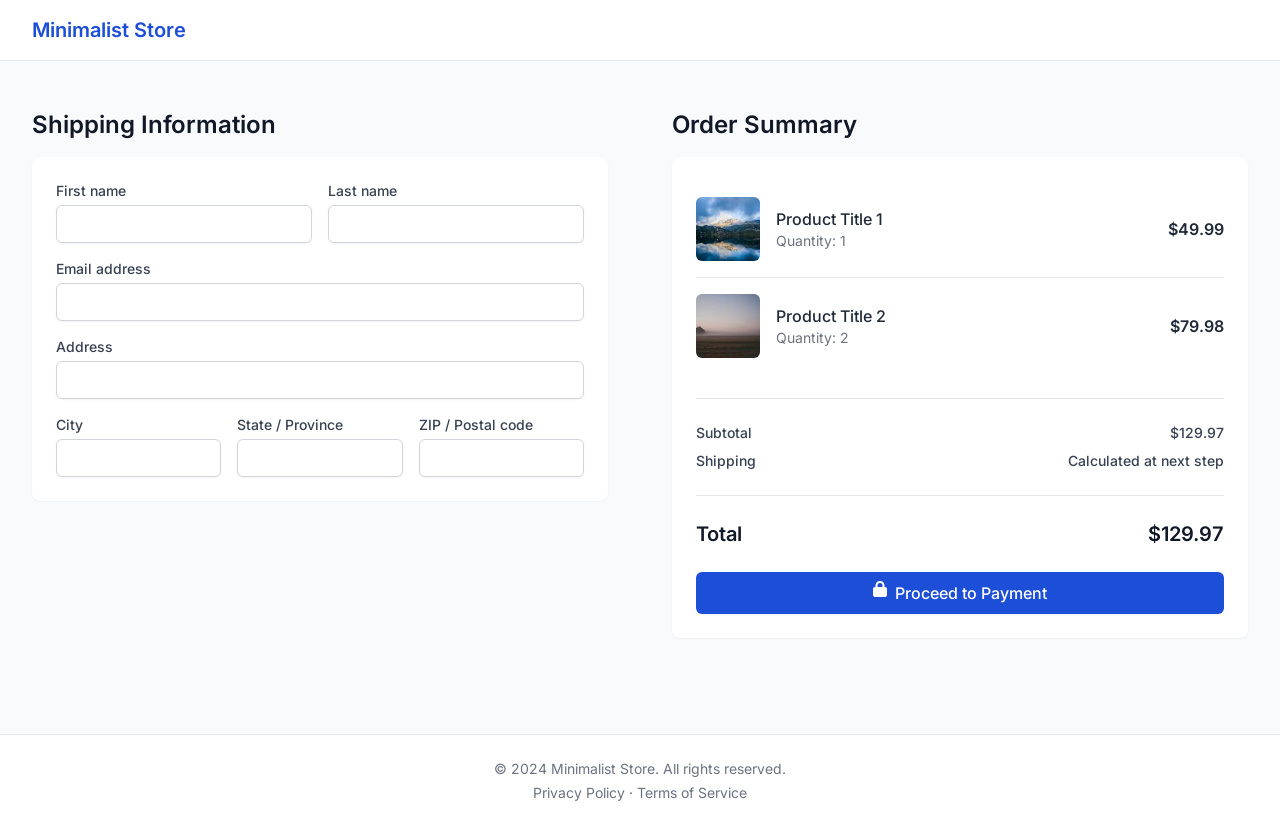 Minimalist Store
Shipping Information
First name
Last name
Email address
Address
City
State / Province
ZIP / Postal code
Order Summary
Product Title 1
Quantity: 1
$49.99
Product Title 2
Quantity: 2
$79.98
Subtotal
$129.97
Shipping
Calculated at next step
Total
$129.97
Proceed to Payment
© 2024 Minimalist Store. All rights reserved.
Privacy Policy · Terms of Service